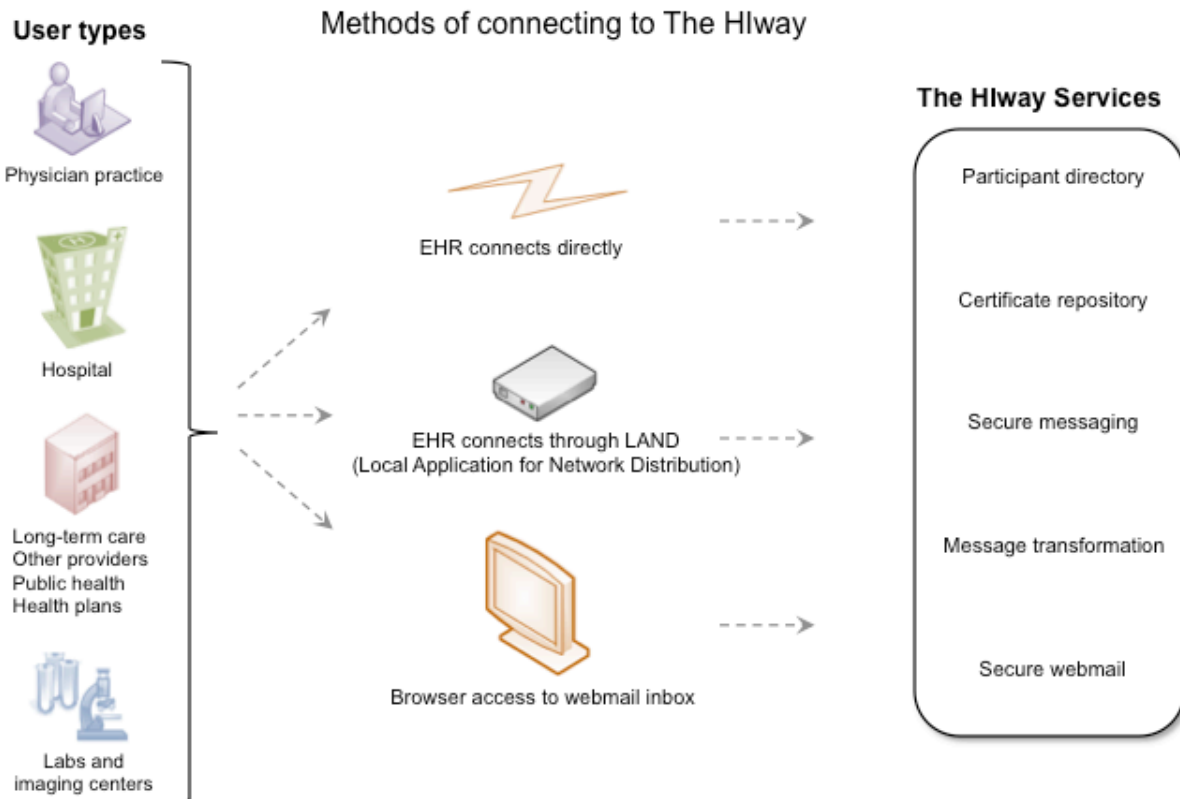 User types
Methods of connecting to The HIway
Physician practice
Hospital
Long-term care
Other providers
Public health
Health plans
Labs and
imaging centers
EHR connects directly
EHR connects through LAND
(Local Application for Network Distribution)
Browser access to webmail inbox
The HIway Services
Participant directory
Certificate repository
Secure messaging
Message transformation
Secure webmail